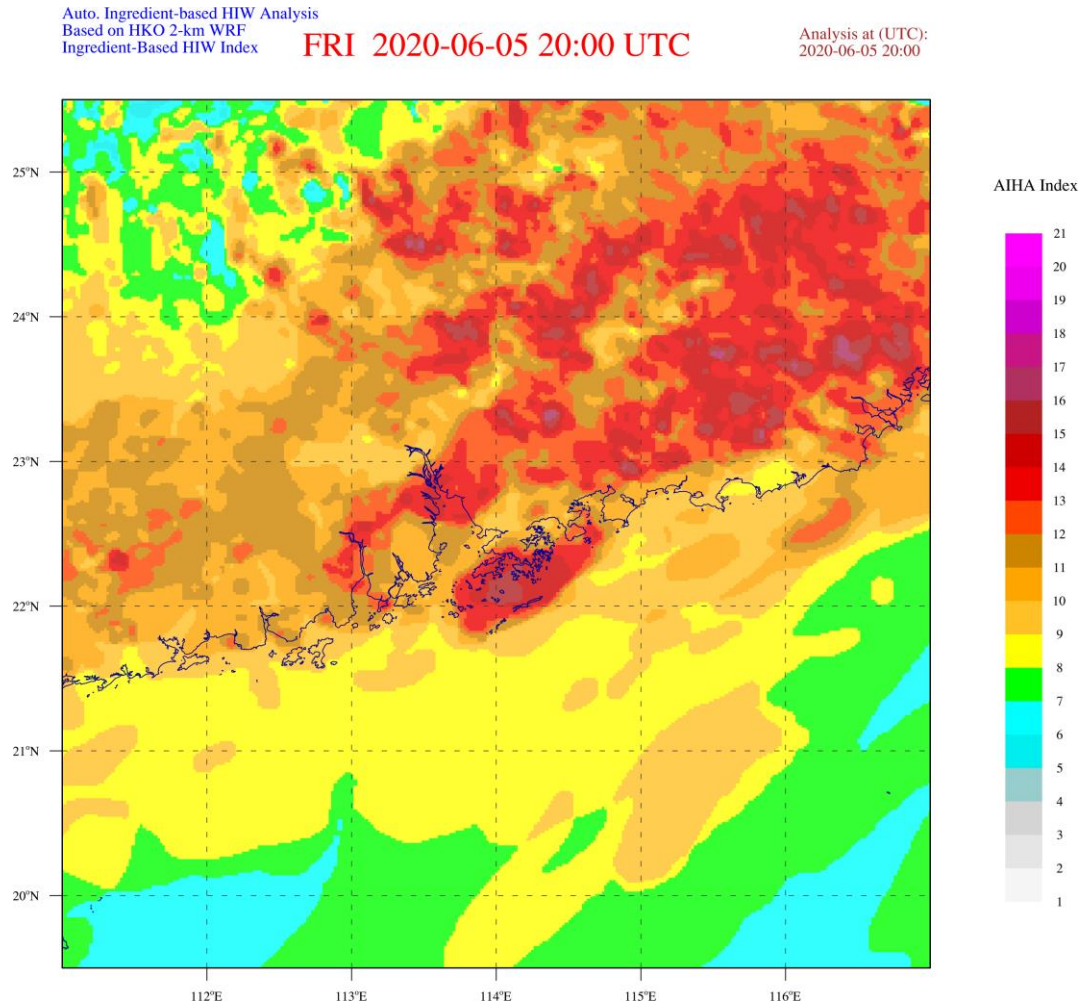 Auto. Ingredient-based HIW Analysis
Based on HKO 2-km WRF
Ingredient-Based HIW Index
FRI 2020-06-05 20:00 UTC
Analysis at (UTC):
2020-06-05 20:00
25°N
24°N
23°N
22°N
21°N
20°N
112°E
113°E
114°E
115°E
116°E
AIHA Index
21
20
19
18
17
16
15
14
13
12
11
10
9
8
7
6
5
4
3
2
1